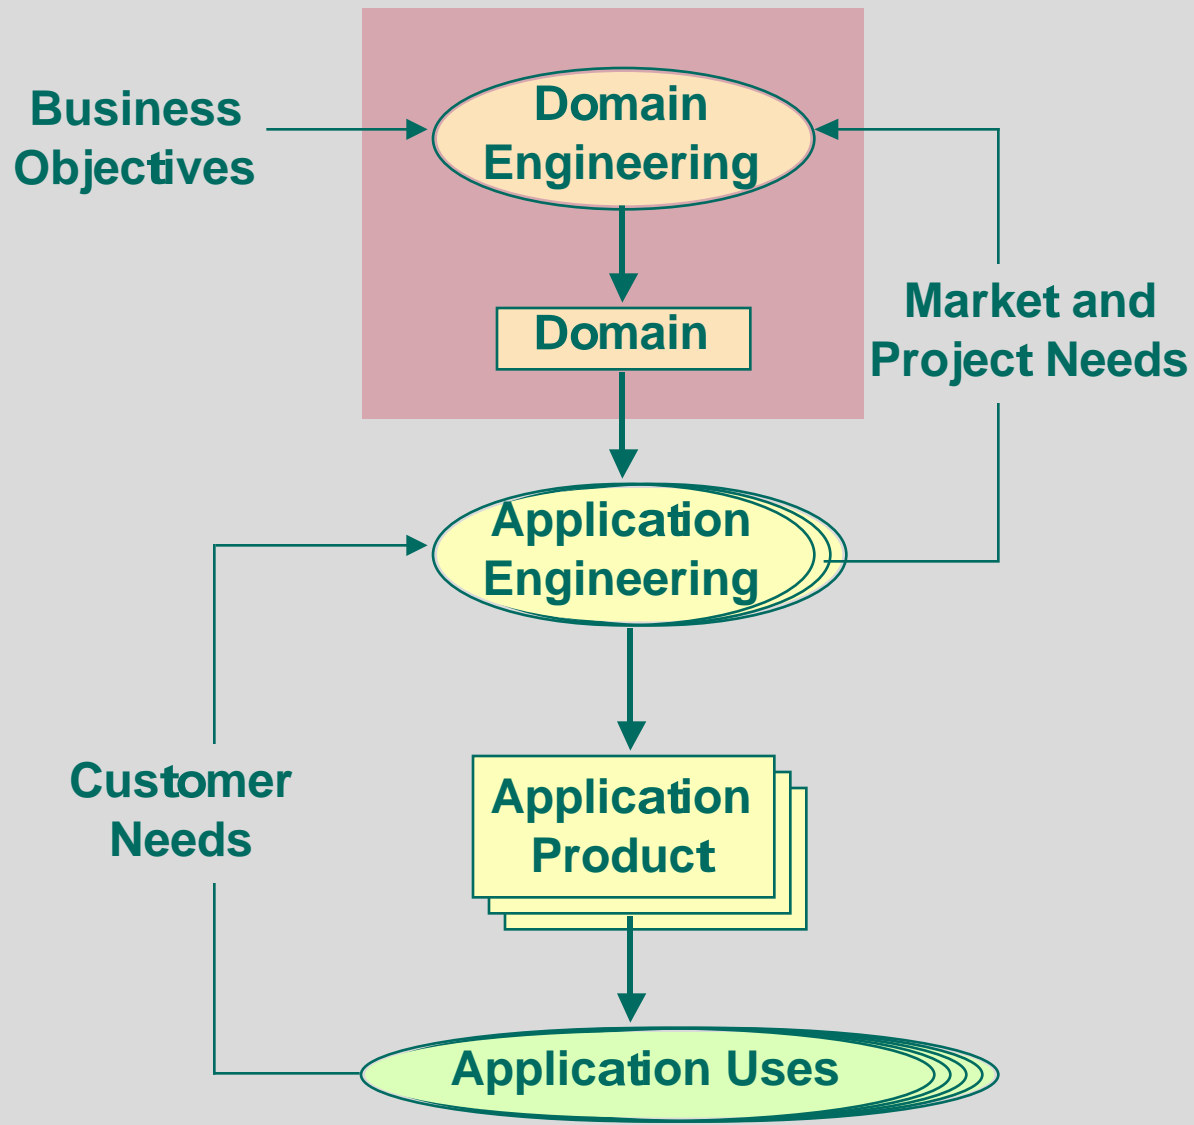 Business
Objectives
Domain
Engineering
Domain
Market and
Project Needs
Application
Engineering
Customer
Needs
Application
Product
Application Uses